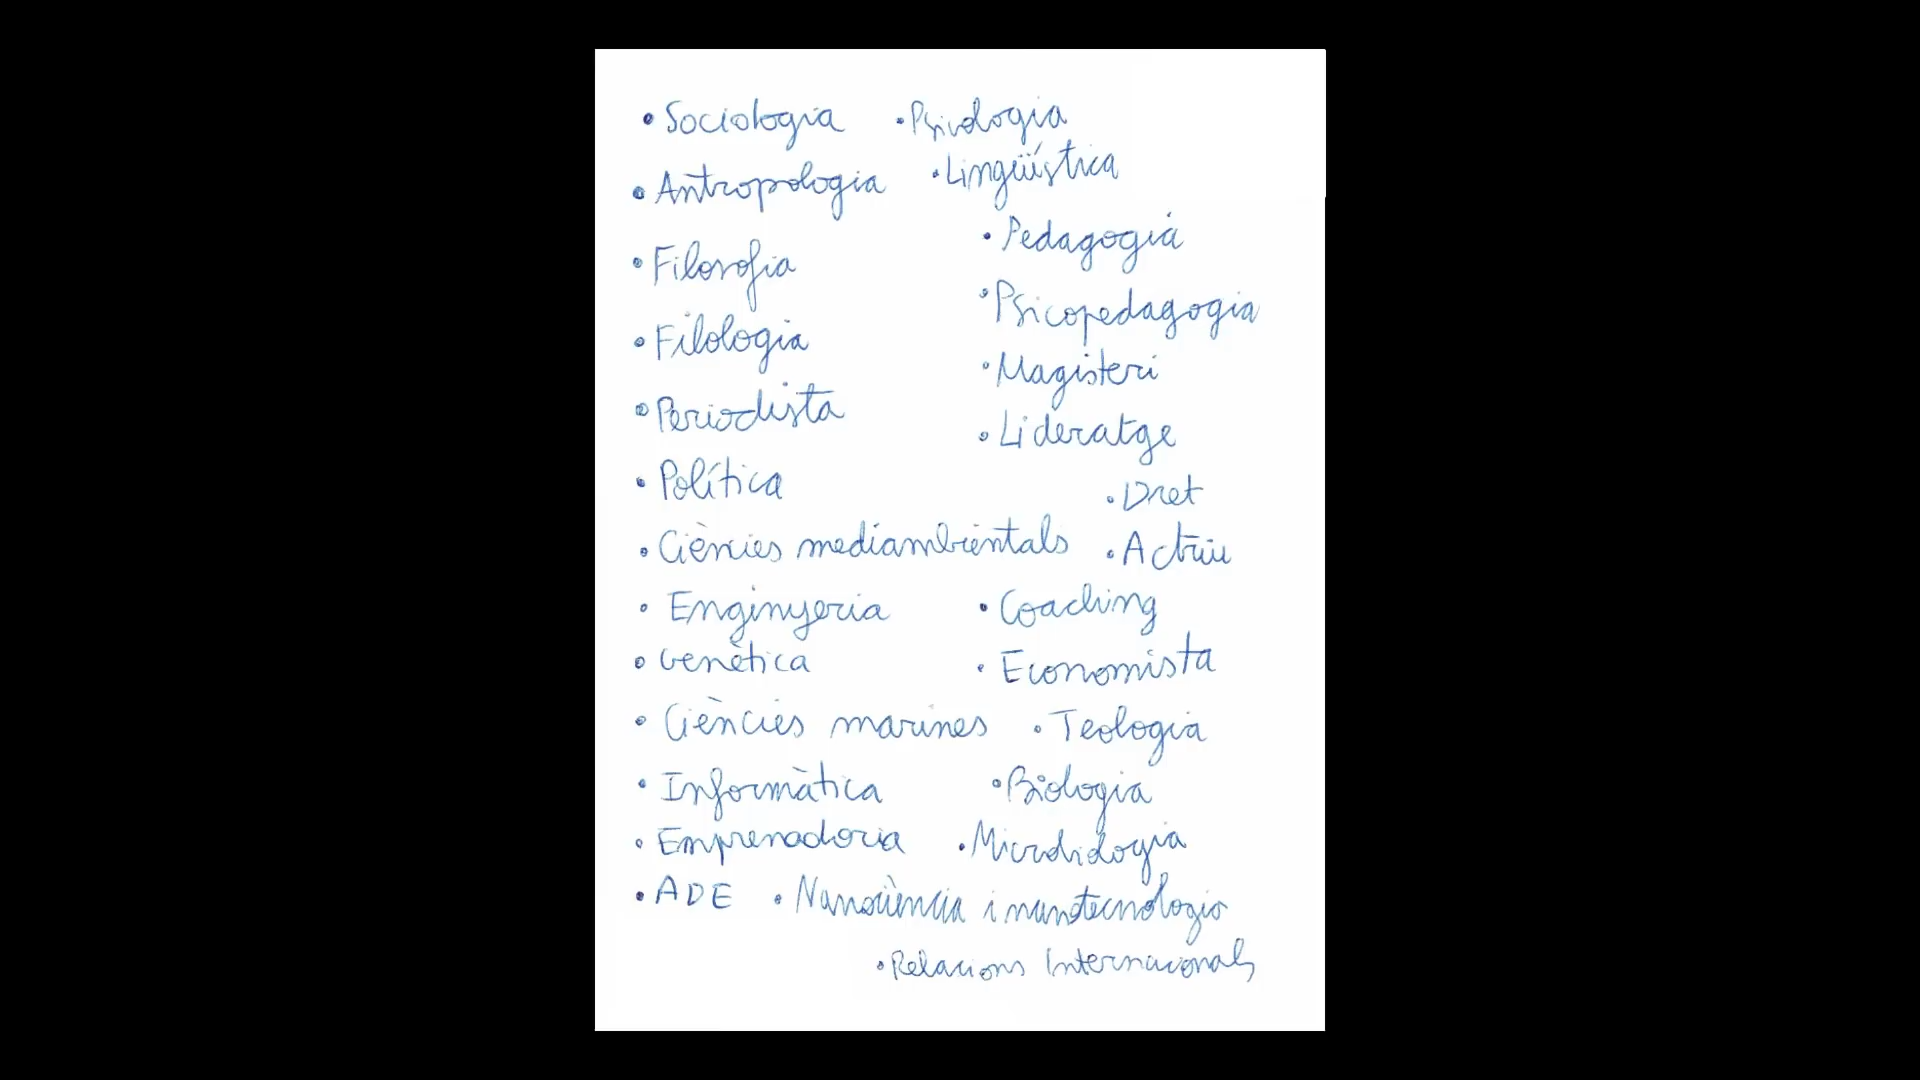 • Sociologia • Psicologia
• Antropologia • Lingüística
• Pedagogia
• Filosofia
• Psicopedagogia
• Filologia
• Magisteri
• Periodista
• Lideratge
• Política
• Dret
• Ciències mediambientals • Actriu
• Enginyeria • Coaching
• Genètica • Economista
• Ciències marines • Teologia
• Informàtica • Biologia
• Emprenadoria • Microbiologia
• ADE • Nanociència i nanotecnologia
• Relacions Internacionals